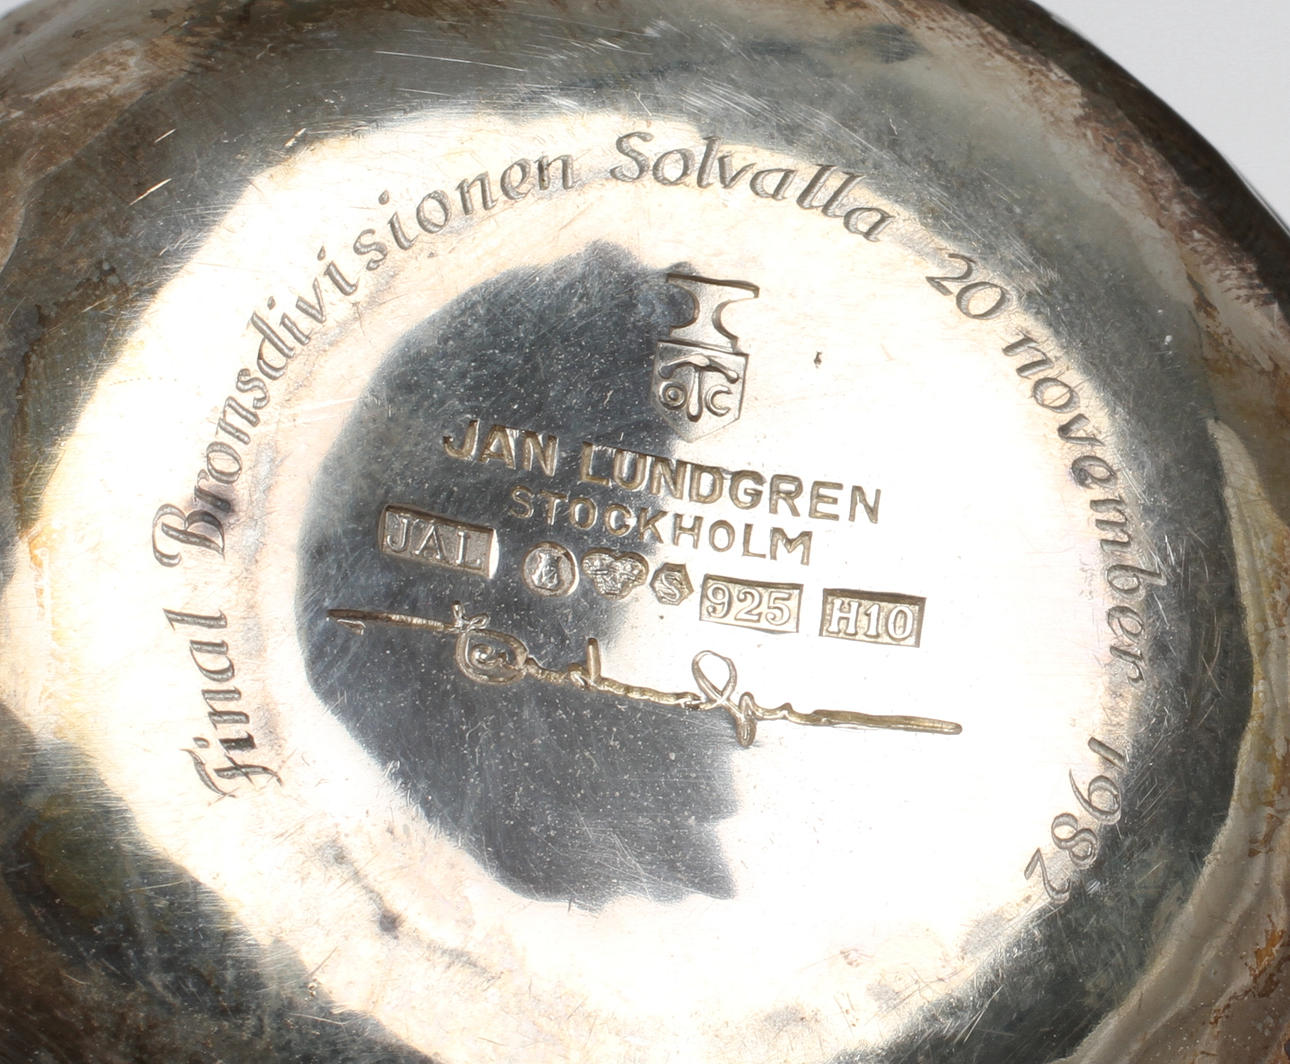 Final Bronsdivisionen Solvalla 20 november 1982
JAN LUNDGREN
STOCKHOLM
JAL S 925 H10